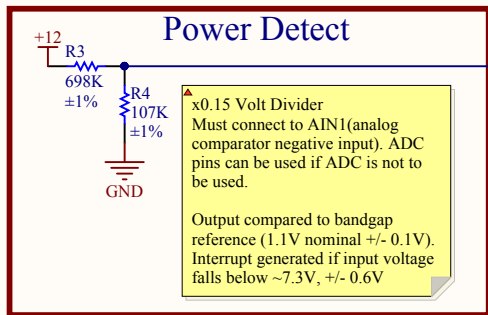 Power Detect
+12
R3
698K
±1%
R4
107K
±1%
GND
x0.15 Volt Divider
Must connect to AIN1(analog
comparator negative input). ADC
pins can be used if ADC is not to
be used.
Output compared to bandgap
reference (1.1V nominal +/- 0.1V).
Interrupt generated if input voltage
falls below ~7.3V, +/- 0.6V